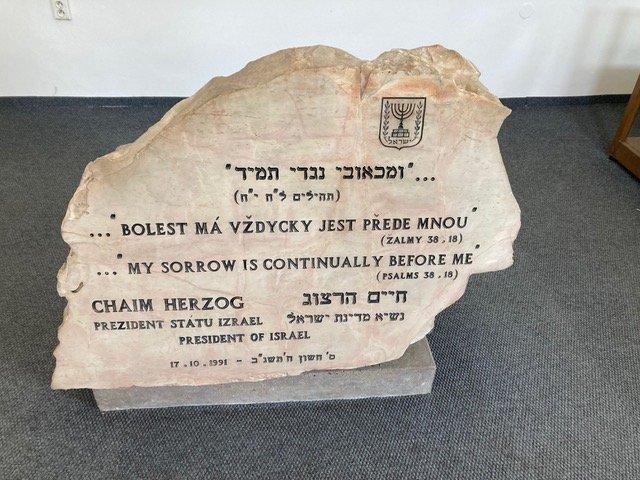 ישראל
..."ומכאובי נגדי תמיד"
(תהילים ל"ח י"ח)
..."BOLEST MÁ VŽDYCKY JEST PŘEDE MNOU"
(ŽALMY 38,18)
..."MY SORROW IS CONTINUALLY BEFORE ME"
(PSALMS 38,18)
CHAIM HERZOG חיים הרצוג
PREZIDENT STÁTU IZRAEL נשיא מדינת ישראל
PRESIDENT OF ISRAEL
17.10.1991 - ט' חשון ה'תשנ"ב